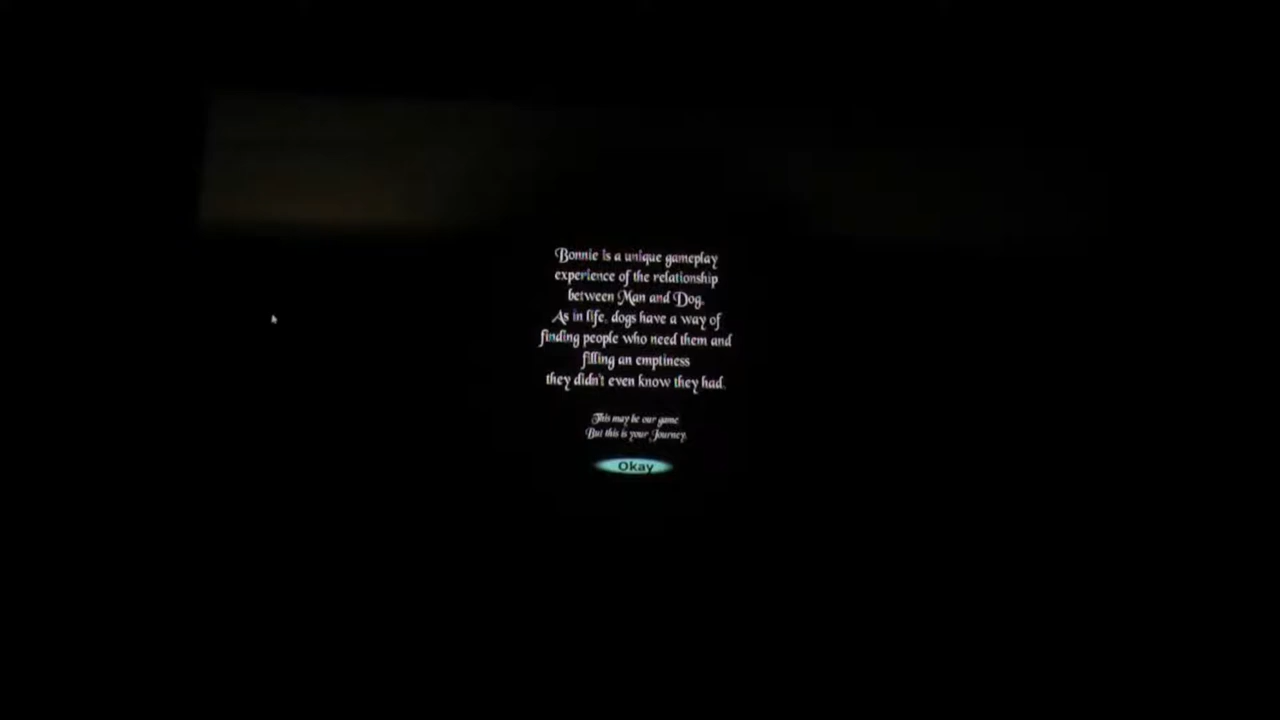 Bonnie is a unique gameplay
experience of the relationship
between Man and Dog.
As in life, dogs have a way of
finding people who need them and
filling an emptiness
they didn't even know they had.
This may be our game
But this is your Journey.
Okay